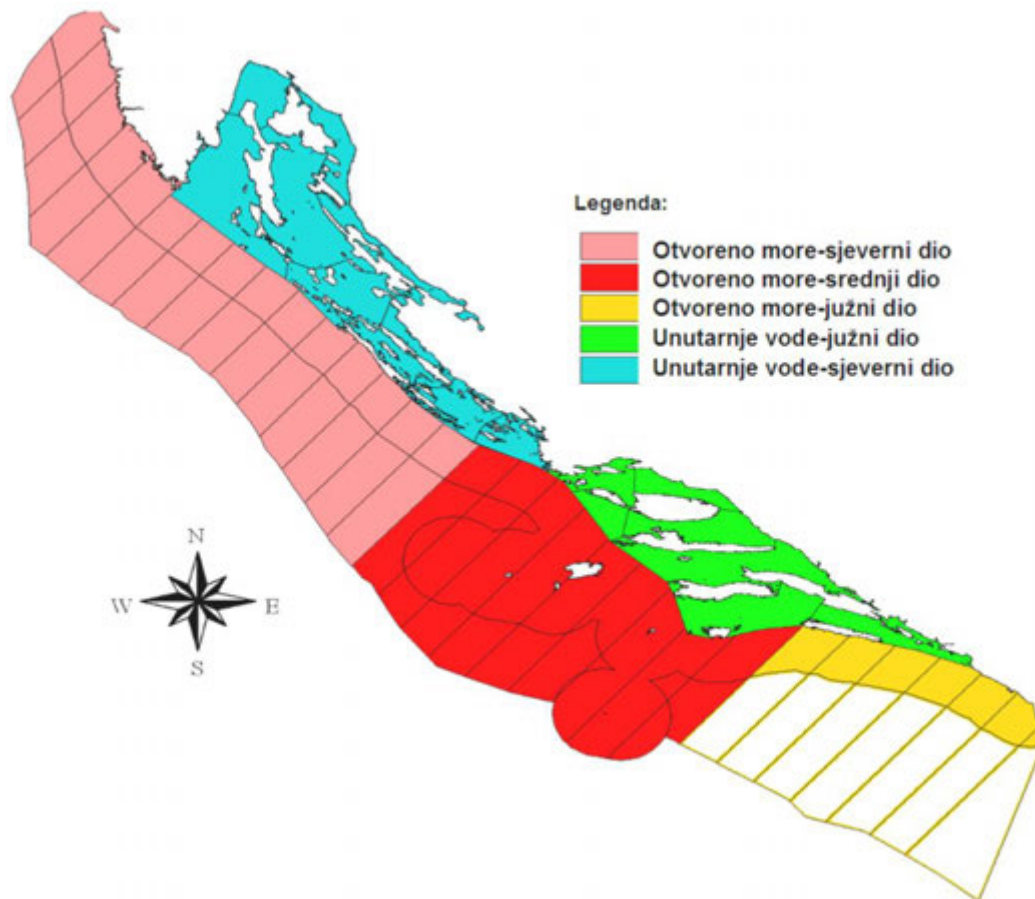 Legenda:
Otvoreno more-sjeverni dio
Otvoreno more-srednji dio
Otvoreno more-južni dio
Unutarnje vode-južni dio
Unutarnje vode-sjeverni dio
N
W E
S